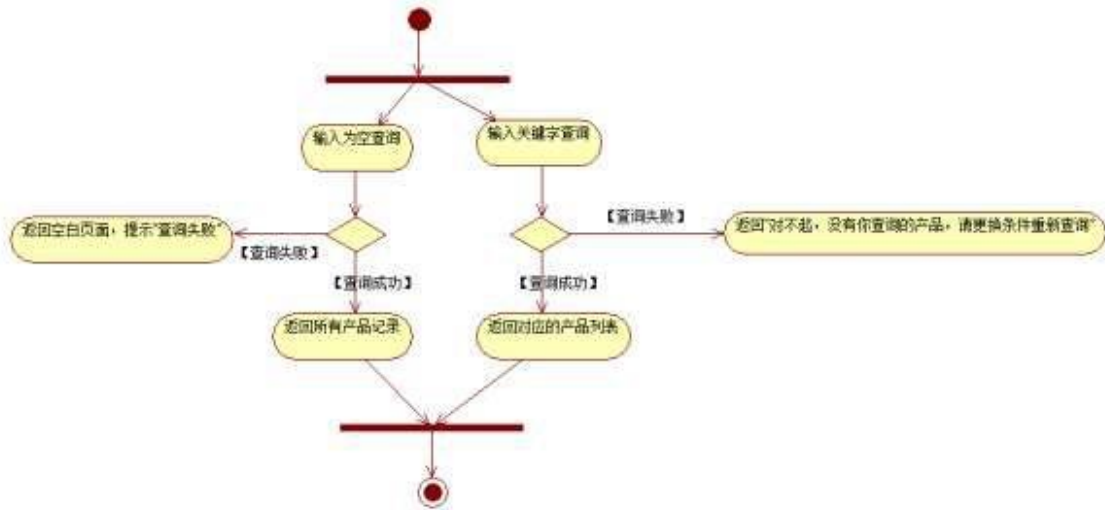 输入为空查询
输入关键字查询
【查询失败】
返回空白页面，提示"查询失败"
返回"对不起，没有你查询的产品，请更换条件重新查询"
【查询失败】
【查询成功】
【查询成功】
返回所有产品记录
返回对应的产品列表